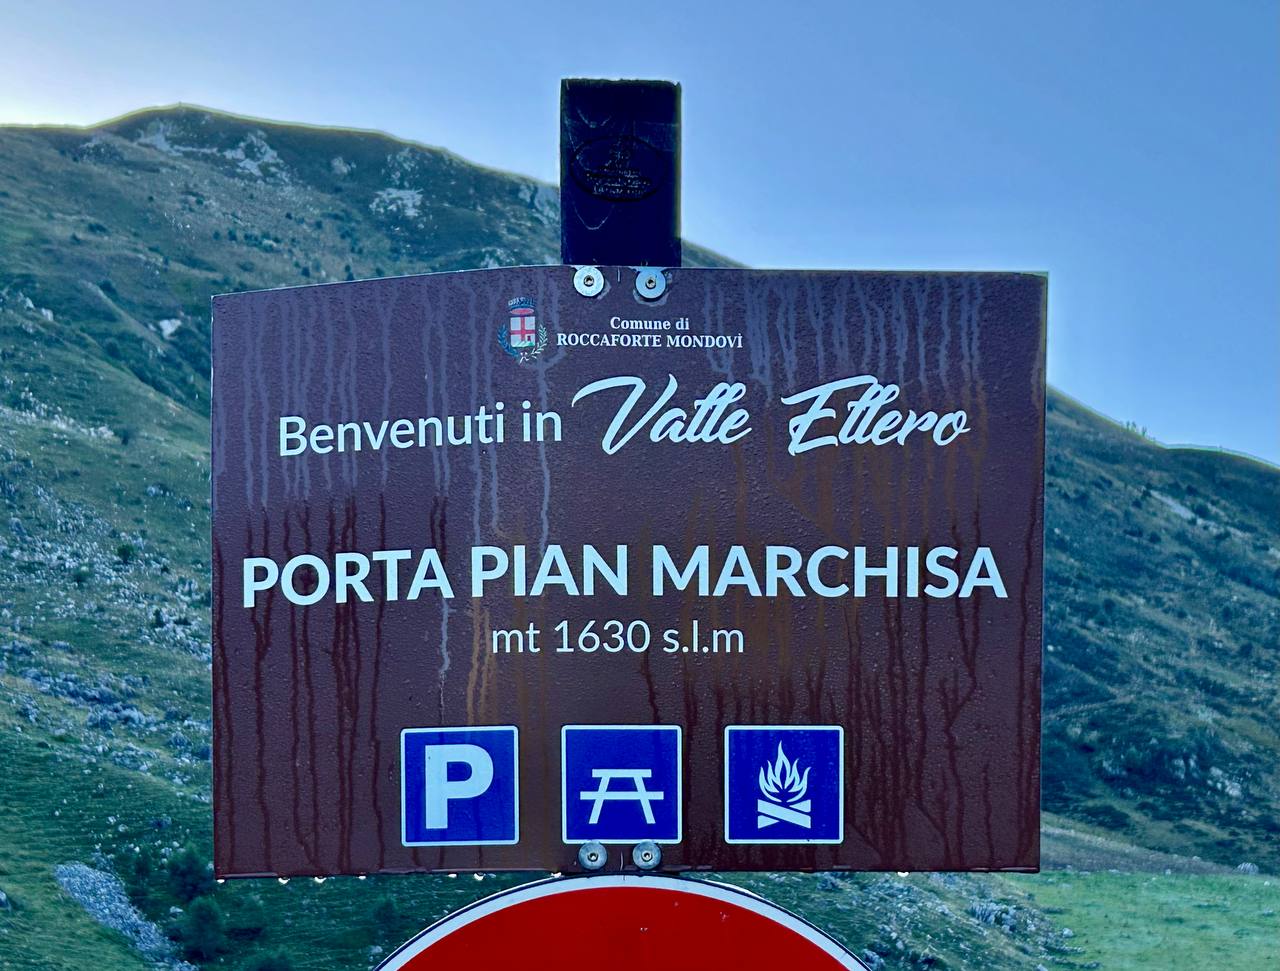 Comune di
ROCCAFORTE MONDOVÌ
Benvenuti in Valle Ellero
PORTA PIAN MARCHISA
mt 1630 s.l.m
P